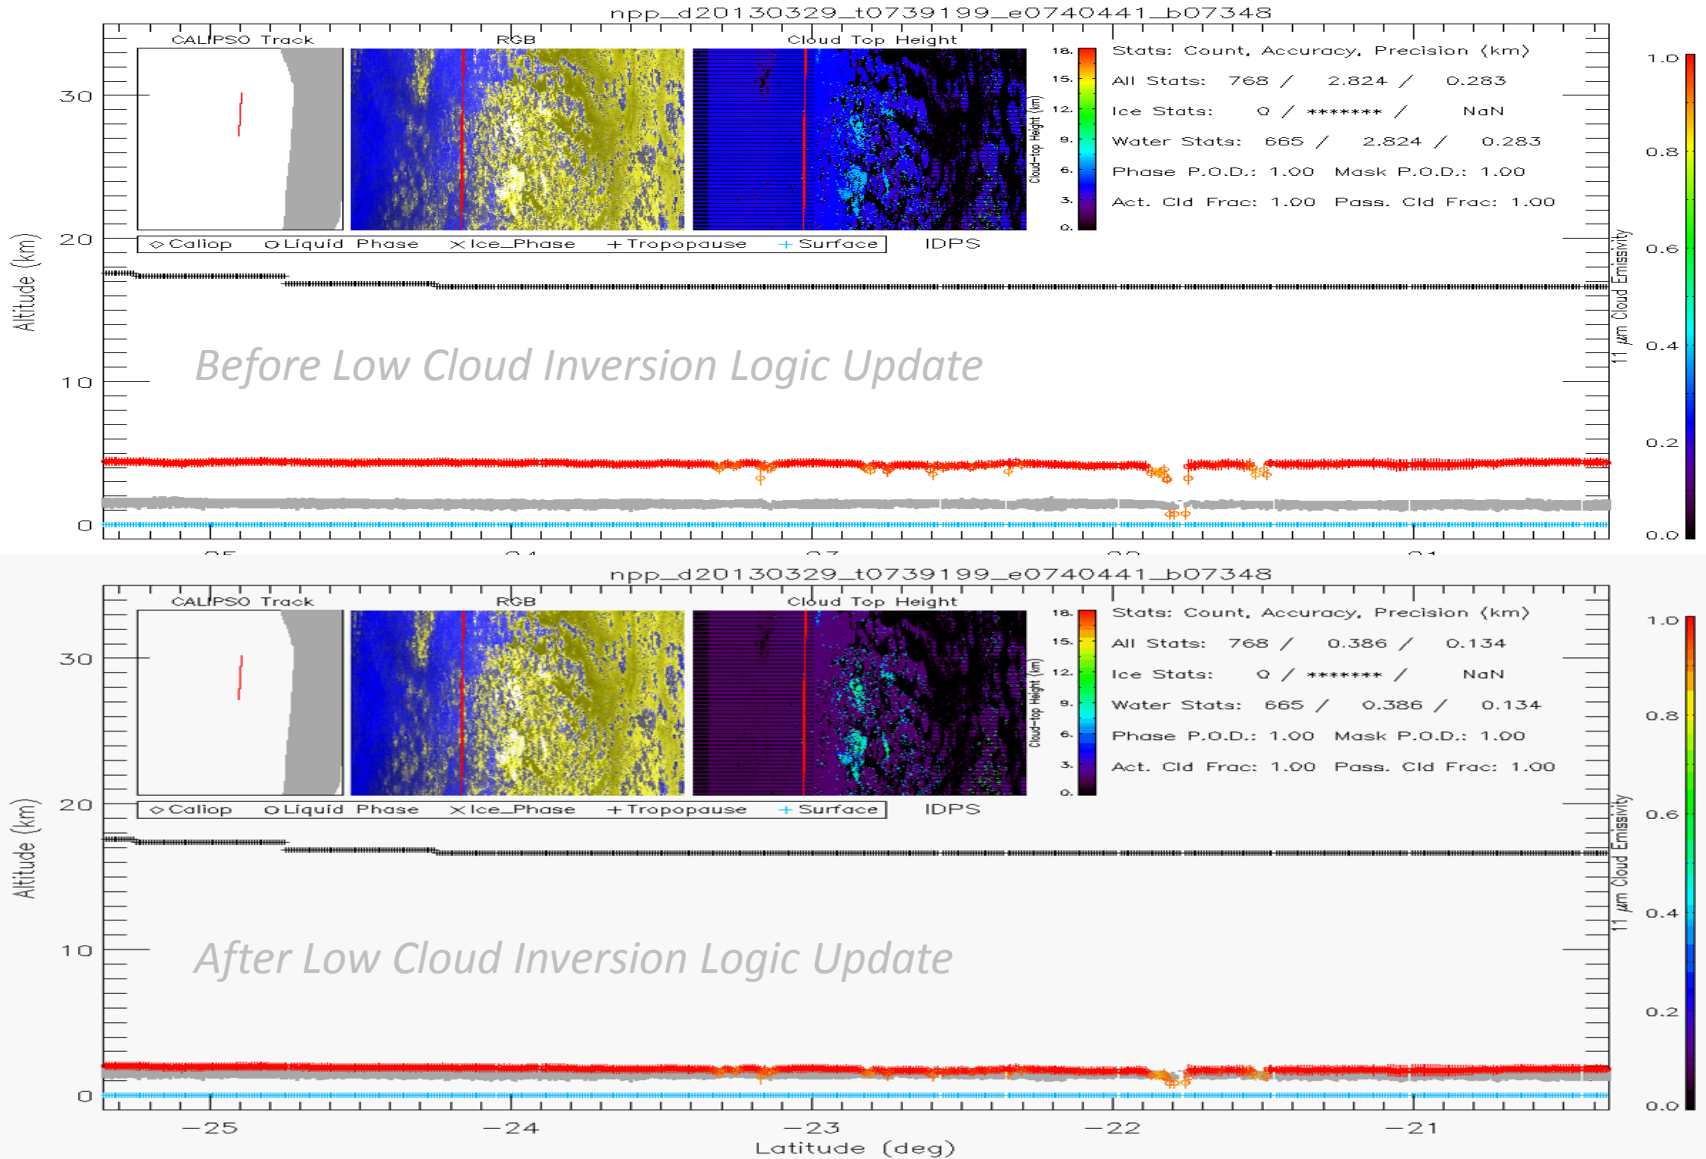 npp_d20130329_t0739199_e0740441_b07348
CALIPSO Track
RGB
Cloud Top Height
Stats: Count, Accuracy, Precision (km)
All Stats: 768 / 2.824 / 0.283
Ice Stats: 0 / ******* / NaN
Water Stats: 665 / 2.824 / 0.283
Phase P.O.D.: 1.00 Mask P.O.D.: 1.00
Act. Cld Frac: 1.00 Pass. Cld Frac: 1.00
18.
15.
12.
9.
6.
3.
0.
Cloud-top Height (km)
◇ Caliop ○ Liquid Phase × Ice_Phase + Tropopause + Surface
IDPS
30
20
10
0
Altitude (km)
Before Low Cloud Inversion Logic Update
1.0
0.8
0.6
0.4
0.2
0.0
11 μm Cloud Emissivity
npp_d20130329_t0739199_e0740441_b07348
CALIPSO Track
RGB
Cloud Top Height
Stats: Count, Accuracy, Precision (km)
All Stats: 768 / 0.386 / 0.134
Ice Stats: 0 / ******* / NaN
Water Stats: 665 / 0.386 / 0.134
Phase P.O.D.: 1.00 Mask P.O.D.: 1.00
Act. Cld Frac: 1.00 Pass. Cld Frac: 1.00
18.
15.
12.
9.
6.
3.
0.
Cloud-top Height (km)
◇ Caliop ○ Liquid Phase × Ice_Phase + Tropopause + Surface
IDPS
30
20
10
0
Altitude (km)
After Low Cloud Inversion Logic Update
1.0
0.8
0.6
0.4
0.2
0.0
11 μm Cloud Emissivity
-25 -24 -23 -22 -21
Latitude (deg)